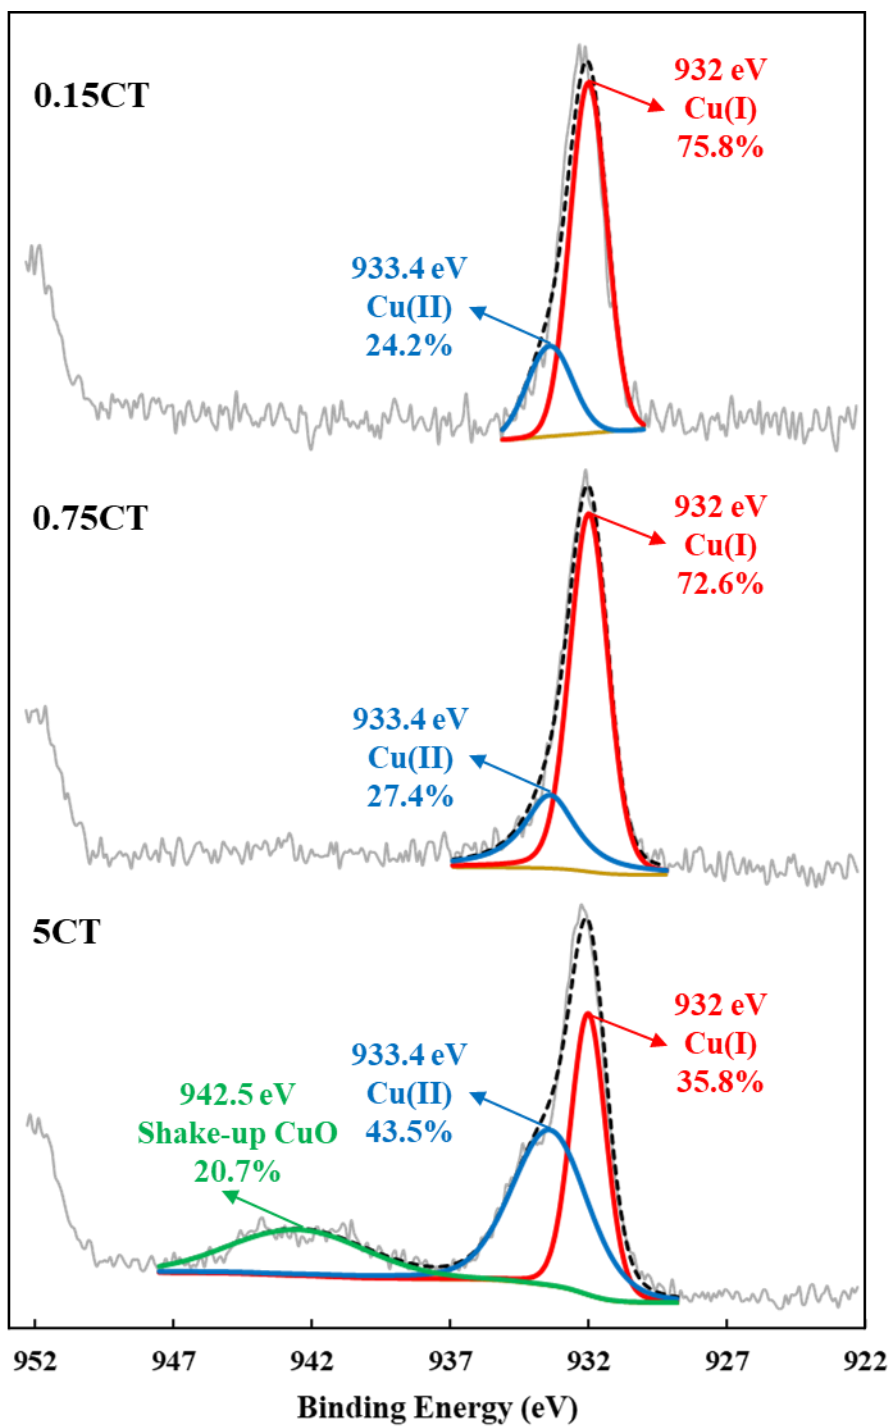 0.15CT
932 eV
Cu(I)
75.8%
933.4 eV
Cu(II)
24.2%
0.75CT
932 eV
Cu(I)
72.6%
933.4 eV
Cu(II)
27.4%
5CT
932 eV
Cu(I)
35.8%
933.4 eV
Cu(II)
43.5%
942.5 eV
Shake-up CuO
20.7%
952 947 942 937 932 927 922
Binding Energy (eV)